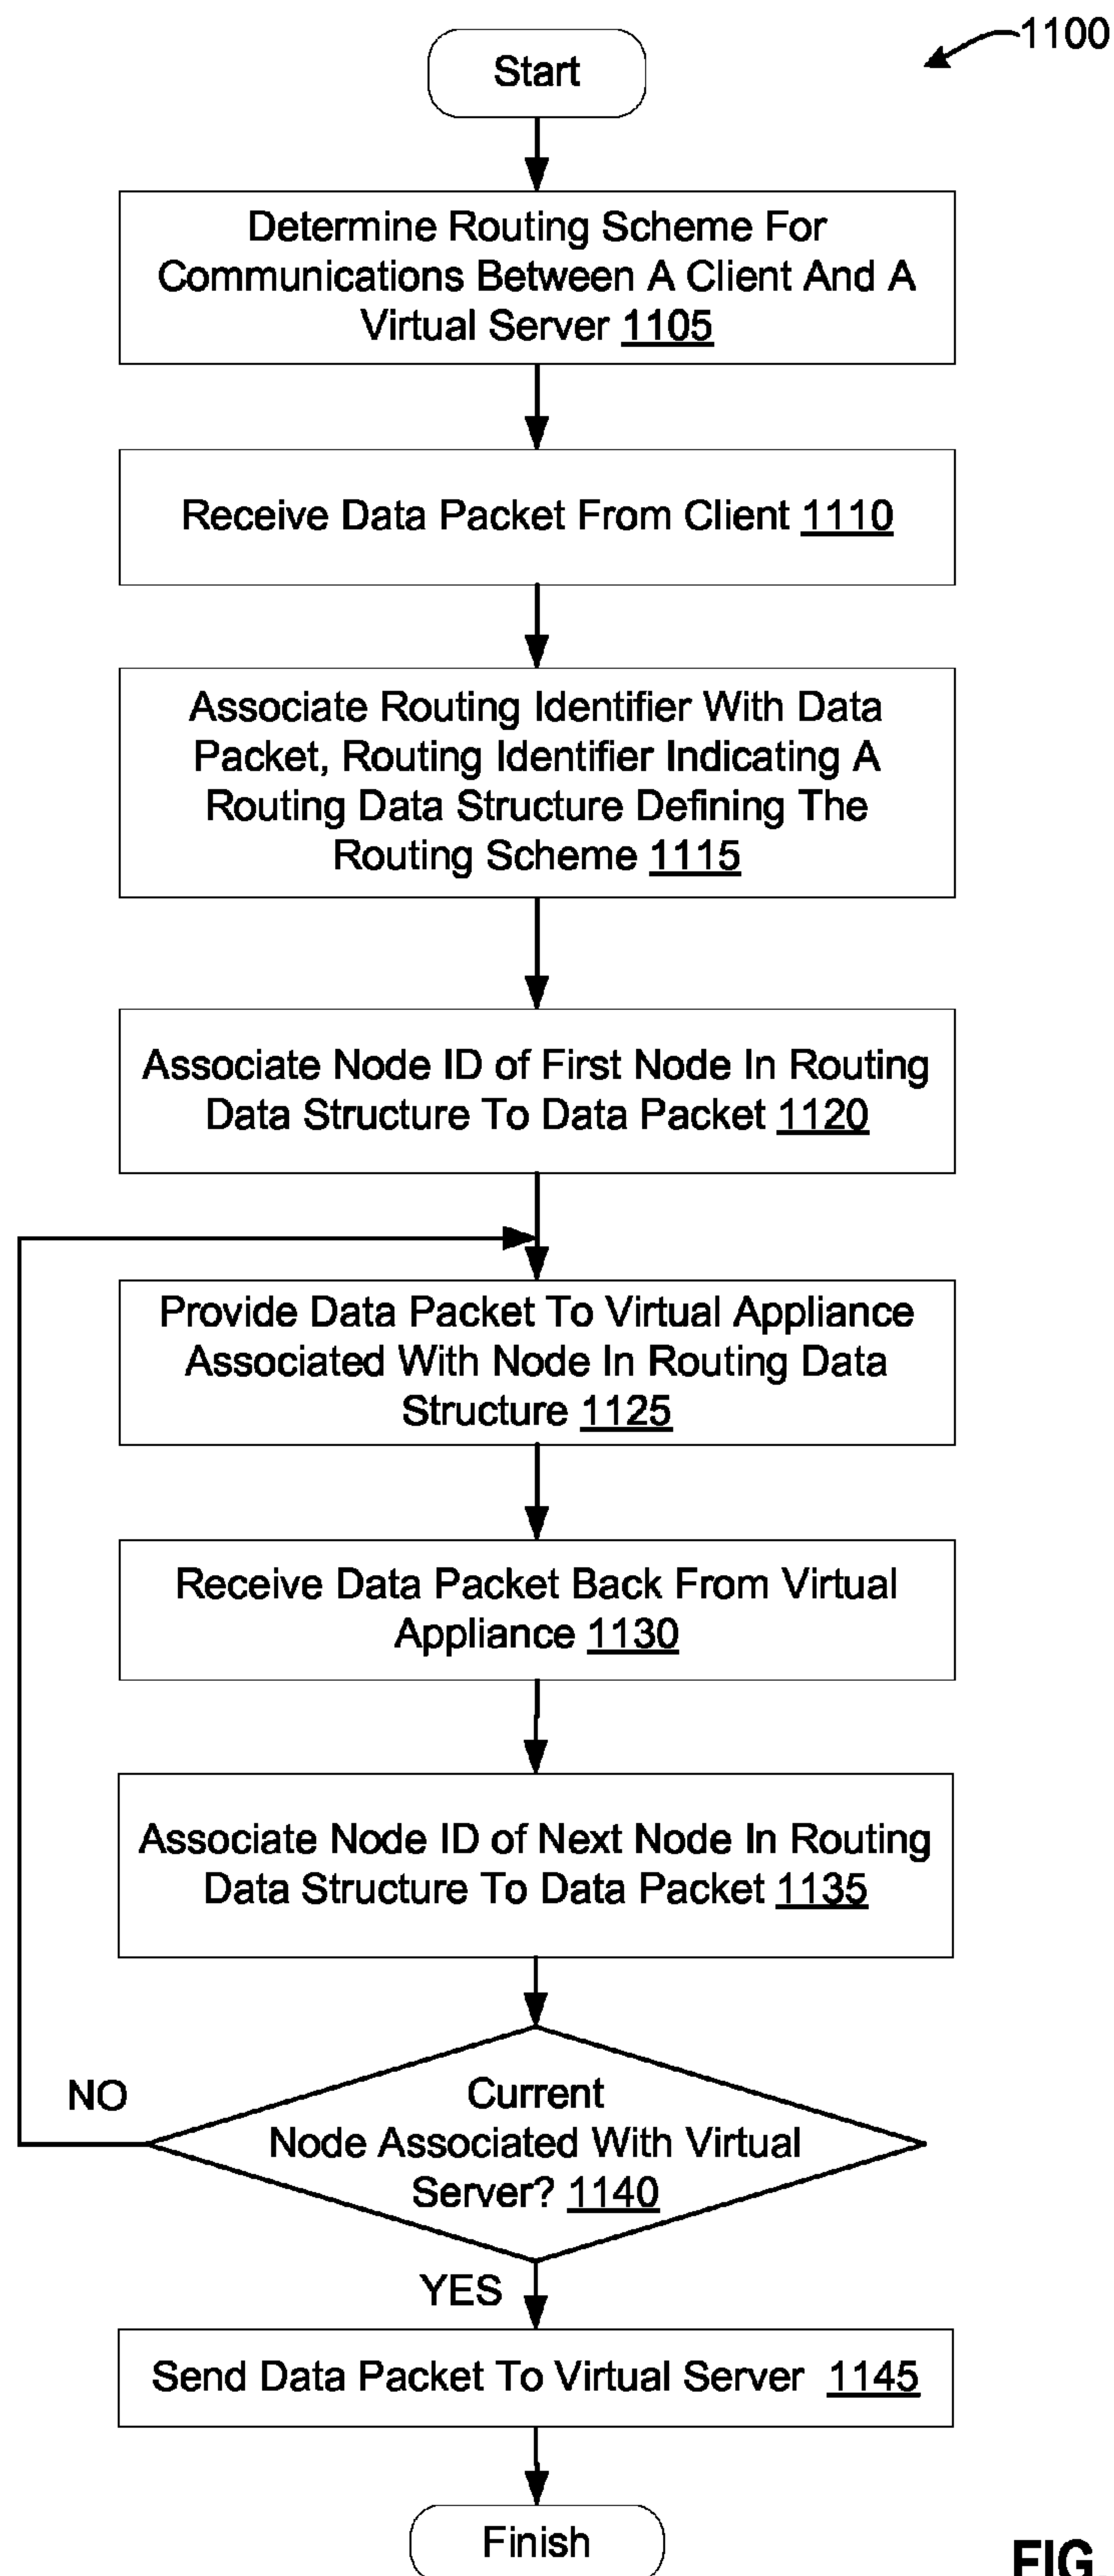 1100
Start
Determine Routing Scheme For
Communications Between A Client And A
Virtual Server 1105
Receive Data Packet From Client 1110
Associate Routing Identifier With Data
Packet, Routing Identifier Indicating A
Routing Data Structure Defining The
Routing Scheme 1115
Associate Node ID of First Node In Routing
Data Structure To Data Packet 1120
Provide Data Packet To Virtual Appliance
Associated With Node In Routing Data
Structure 1125
Receive Data Packet Back From Virtual
Appliance 1130
Associate Node ID of Next Node In Routing
Data Structure To Data Packet 1135
NO
Current
Node Associated With Virtual
Server? 1140
YES
Send Data Packet To Virtual Server 1145
Finish
FIG